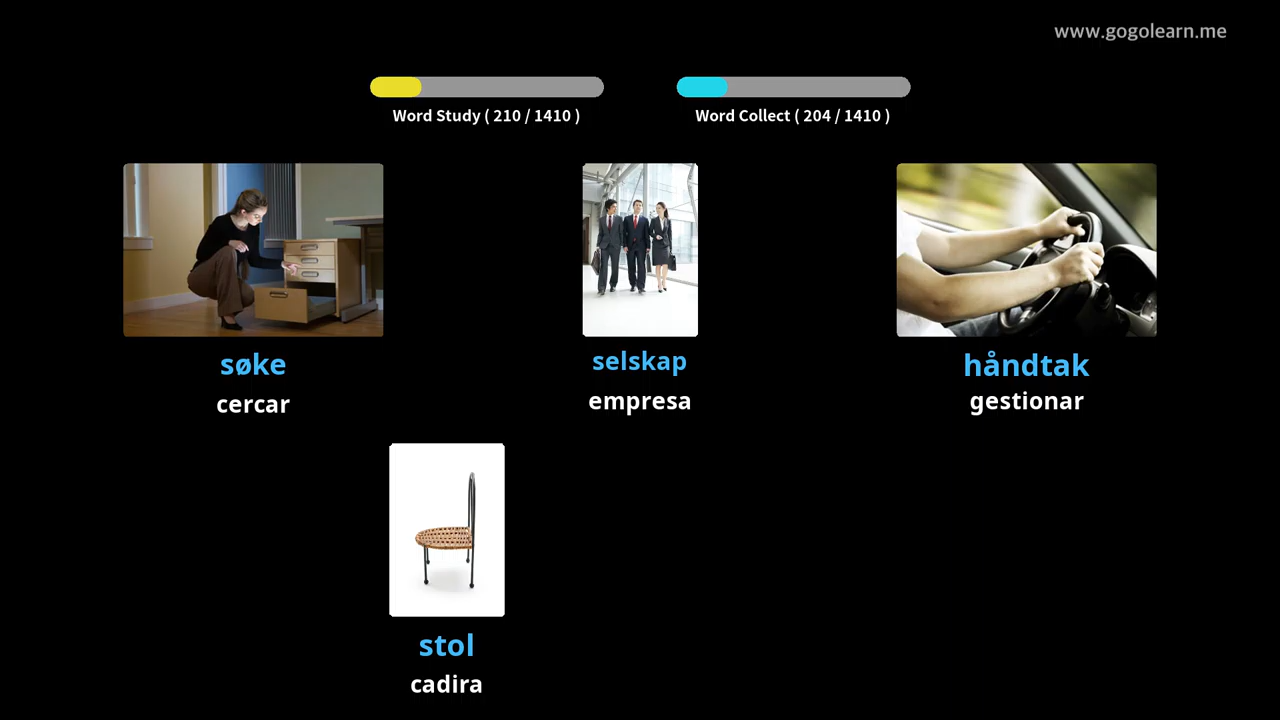 www.gogolearn.me
Word Study ( 210 / 1410 )
Word Collect ( 204 / 1410 )
søke
cercar
selskap
empresa
håndtak
gestionar
stol
cadira